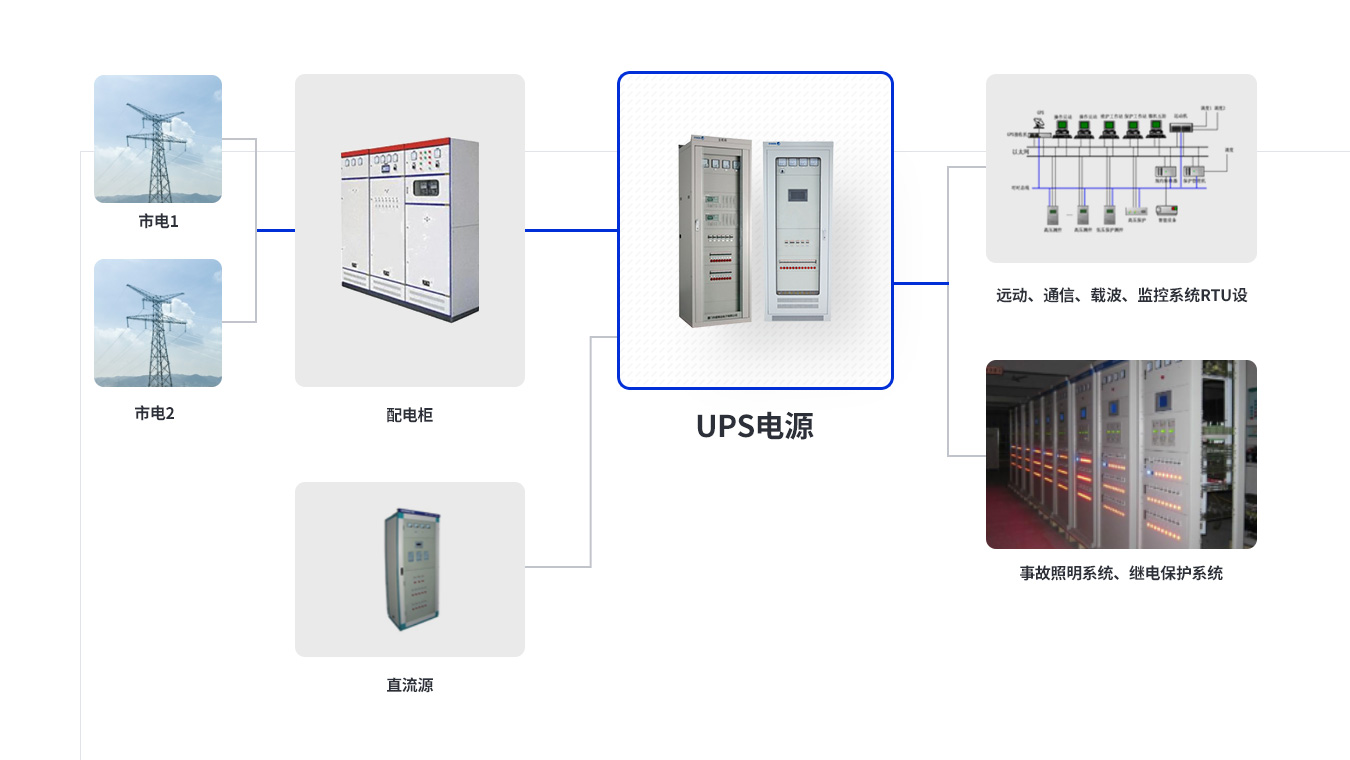 市电1
市电2
配电柜
直流源
UPS电源
GPS
以太网
远动、通信、载波、监控系统RTU设
事故照明系统、继电保护系统